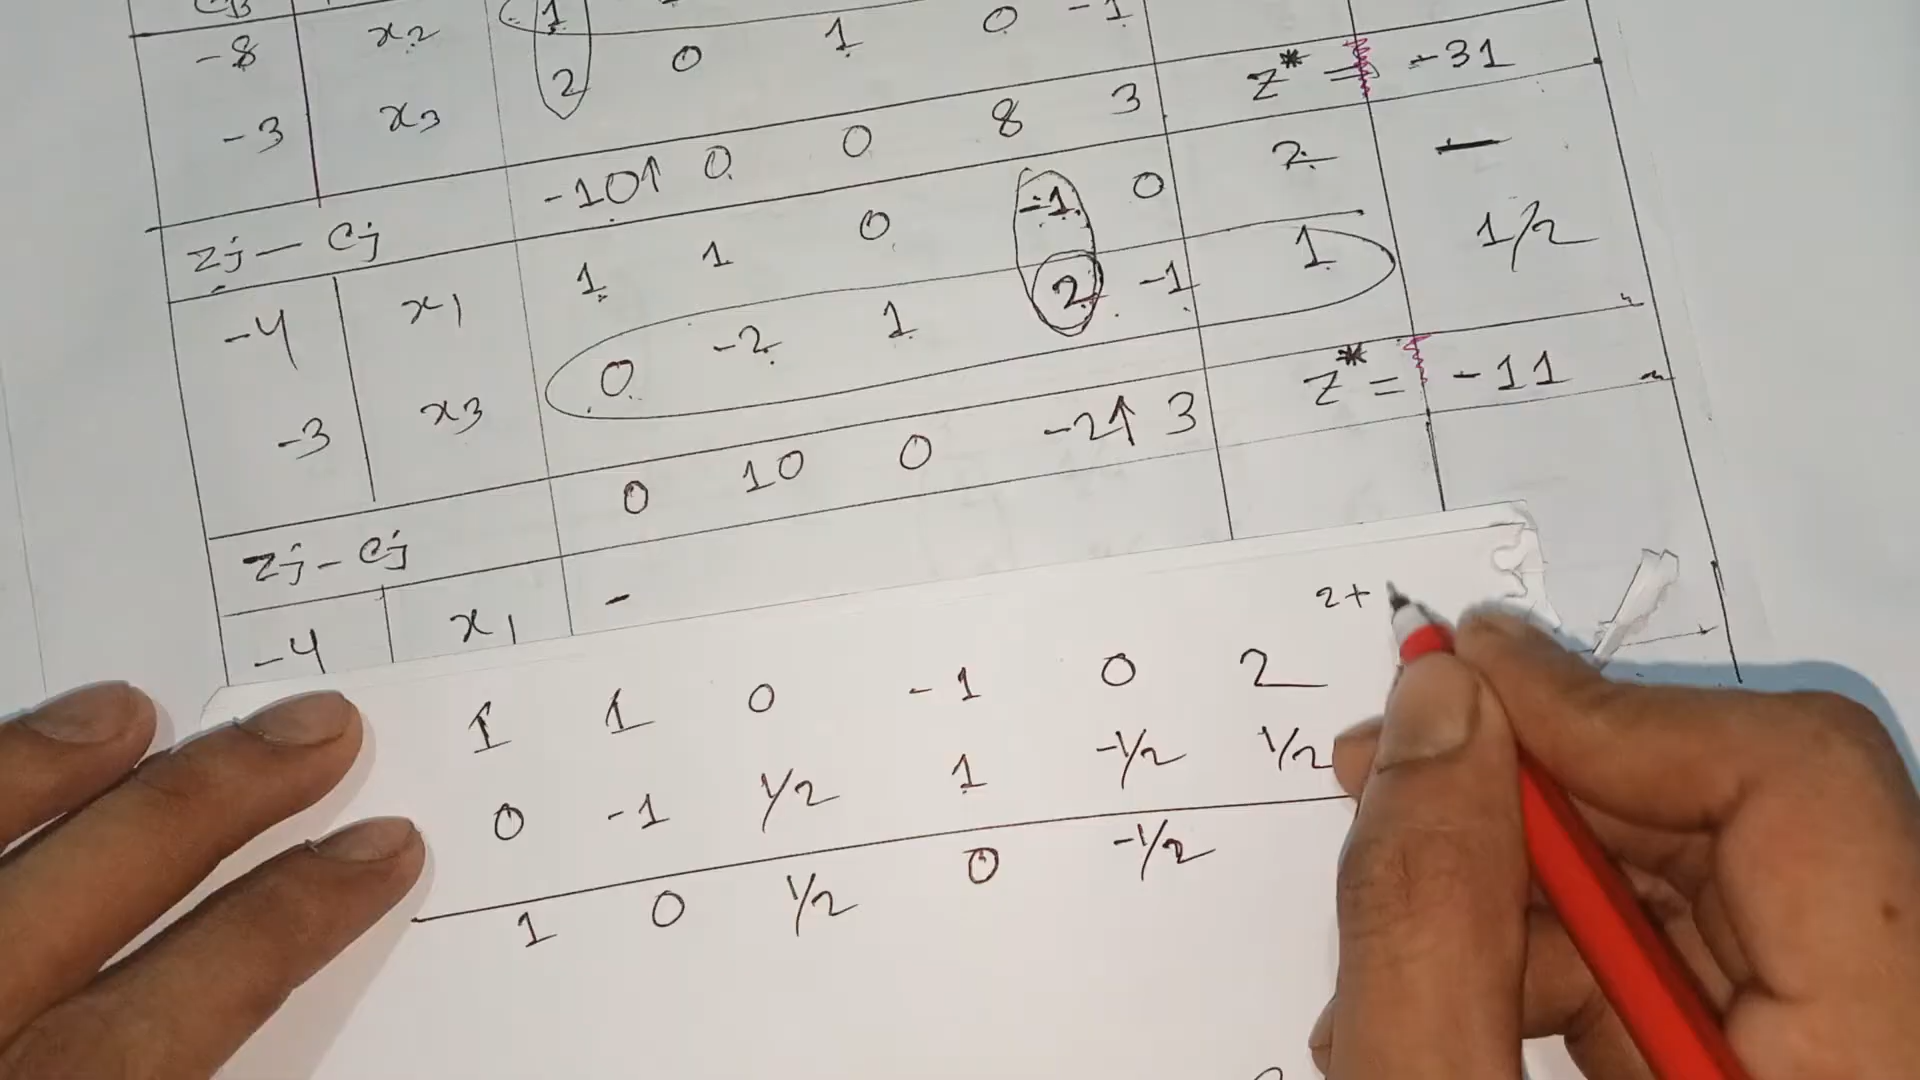 CB
-8 x2 1
-3 x3 2 0 1 0 -1
Zj - Cj -10↑ 0 0 8 3 Z* = -31
-4 x1 1 1 0 -1 0 2 —
-3 x3 0 -2 1 2 -1 1 1/2
Zj - Cj 0 10 0 -2↑ 3 Z* = -11
-4 x1 -
2+
1 1 0 -1 0 2
0 -1 1/2 1 -1/2 1/2
1 0 1/2 0 -1/2